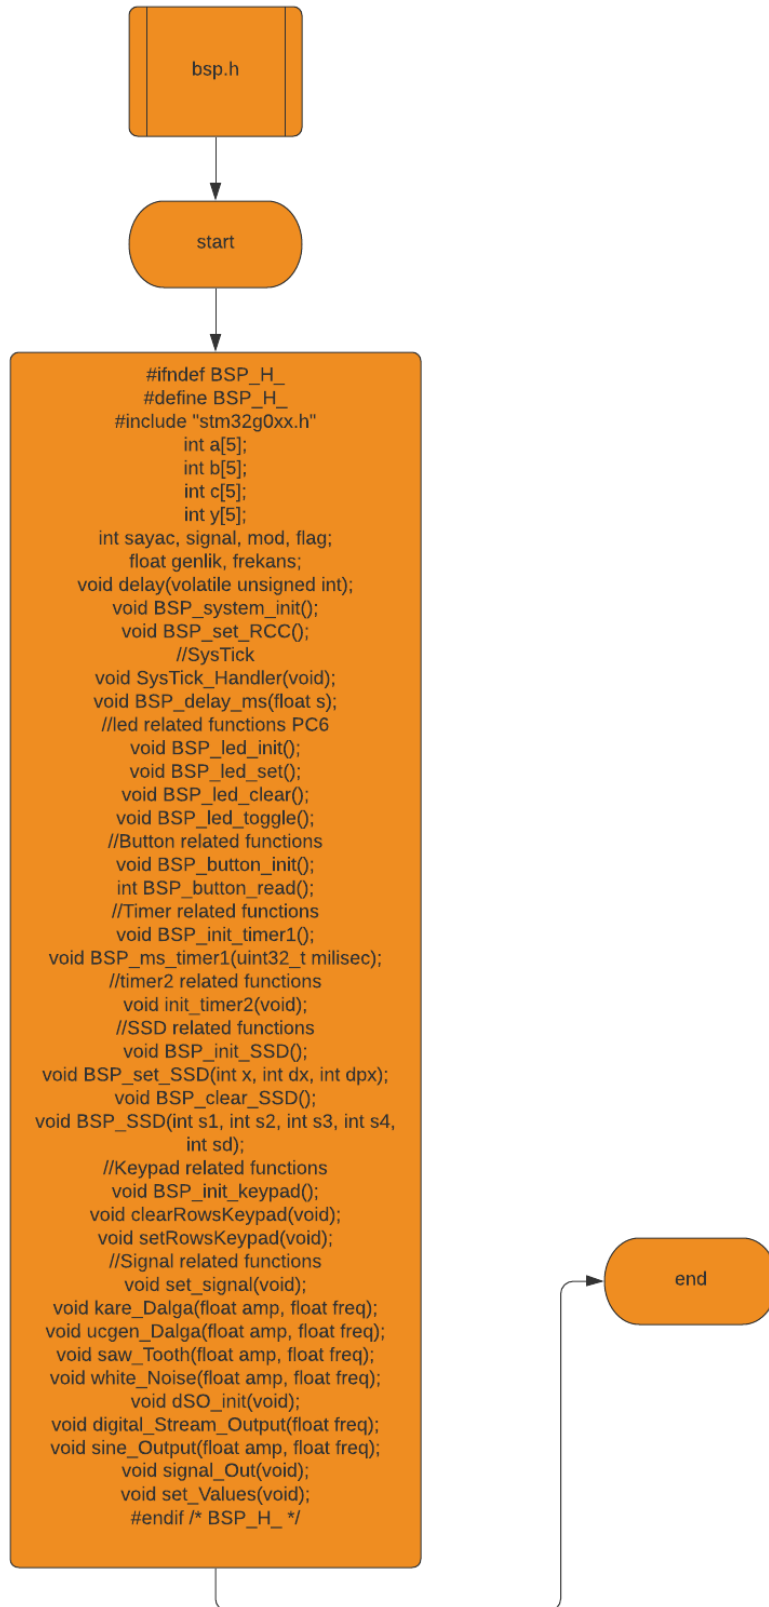 bsp.h
start
#ifndef BSP_H_
#define BSP_H_
#include "stm32g0xx.h"
int a[5];
int b[5];
int c[5];
int y[5];
int sayac, signal, mod, flag;
float genlik, frekans;
void delay(volatile unsigned int);
void BSP_system_init();
void BSP_set_RCC();
//SysTick
void SysTick_Handler(void);
void BSP_delay_ms(float s);
//led related functions PC6
void BSP_led_init();
void BSP_led_set();
void BSP_led_clear();
void BSP_led_toggle();
//Button related functions
void BSP_button_init();
int BSP_button_read();
//Timer related functions
void BSP_init_timer1();
void BSP_ms_timer1(uint32_t milisec);
//timer2 related functions
void init_timer2(void);
//SSD related functions
void BSP_init_SSD();
void BSP_set_SSD(int x, int dx, int dpx);
void BSP_clear_SSD();
void BSP_SSD(int s1, int s2, int s3, int s4,
int sd);
//Keypad related functions
void BSP_init_keypad();
void clearRowsKeypad(void);
void setRowsKeypad(void);
//Signal related functions
void set_signal(void);
void kare_Dalga(float amp, float freq);
void ucgen_Dalga(float amp, float freq);
void saw_Tooth(float amp, float freq);
void white_Noise(float amp, float freq);
void dSO_init(void);
void digital_Stream_Output(float freq);
void sine_Output(float amp, float freq);
void signal_Out(void);
void set_Values(void);
#endif /* BSP_H_ */
end